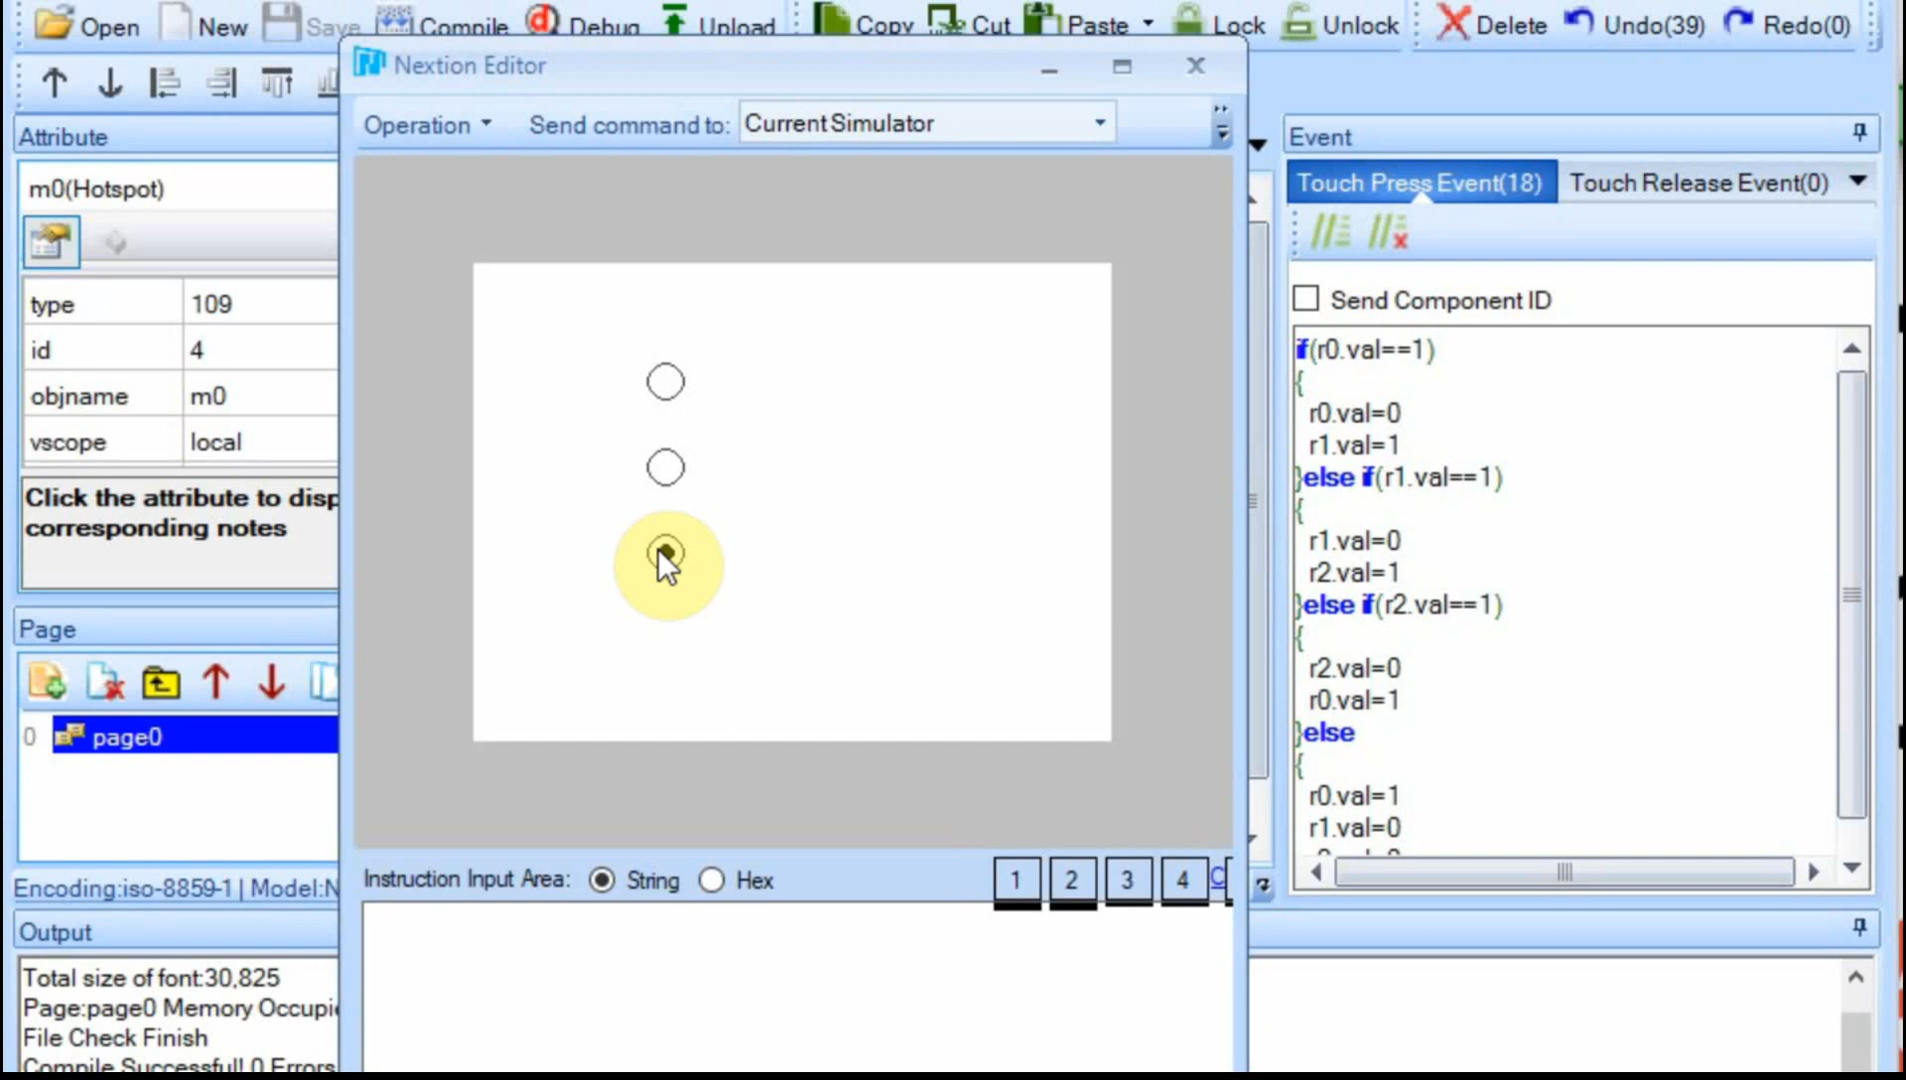 Open New Save Compile Debug Upload Copy Cut Paste Lock Unlock Delete Undo(39) Redo(0)
Nextion Editor
Operation Send command to: Current Simulator
Attribute
m0(Hotspot)
type 109
id 4
objname m0
vscope local
Click the attribute to disp
corresponding notes
Page
0 page0
Encoding:iso-8859-1 | Model:N
Output
Total size of font:30,825
Page:page0 Memory Occupi
File Check Finish
Compile Successful! 0 Errors
Instruction Input Area: String Hex 1 2 3 4 C
Event
Touch Press Event(18) Touch Release Event(0)
Send Component ID
if(r0.val==1)
{
r0.val=0
r1.val=1
}else if(r1.val==1)
{
r1.val=0
r2.val=1
}else if(r2.val==1)
{
r2.val=0
r0.val=1
}else
{
r0.val=1
r1.val=0